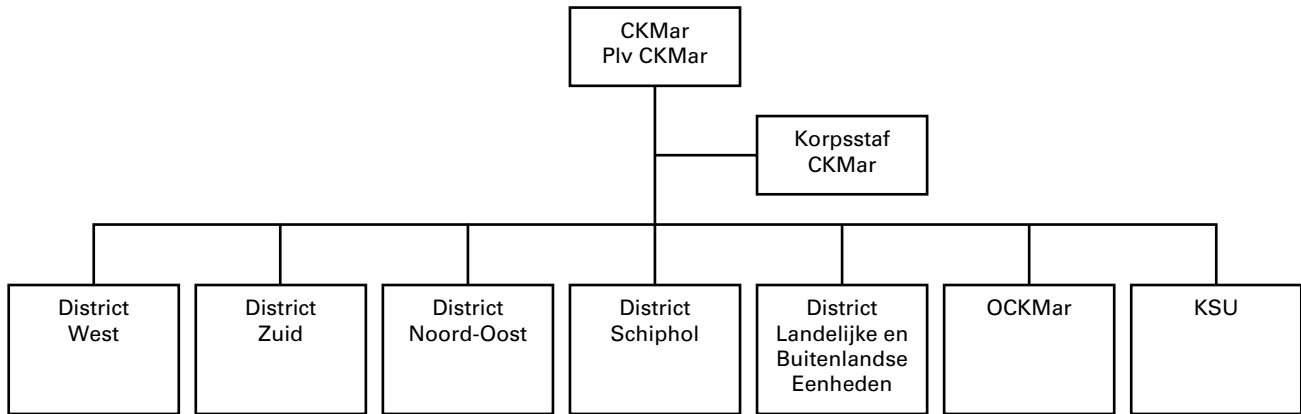 CKMar
Plv CKMar
Korpsstaf
CKMar
District
West
District
Zuid
District
Noord-Oost
District
Schiphol
District
Landelijke en
Buitenlandse
Eenheden
OCKMar
KSU